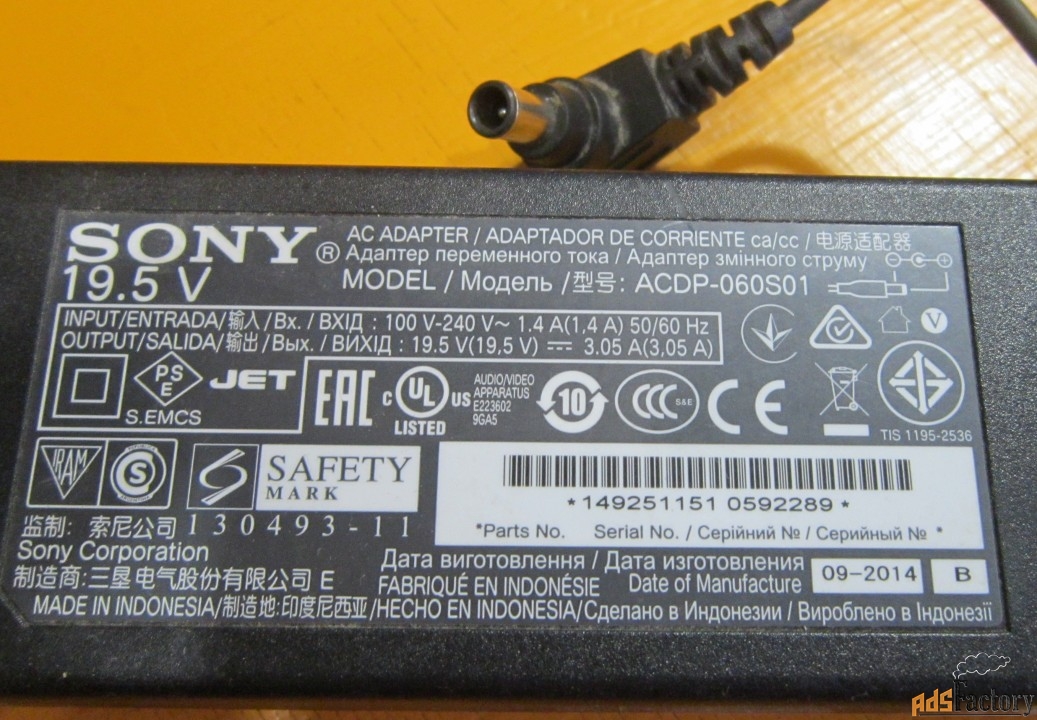 SONY®
19.5 V
AC ADAPTER / ADAPTADOR DE CORRIENTE ca/cc / 电源适配器
Адаптер переменного тока / Адаптер змінного струму
MODEL / Модель /型号: ACDP-060S01
INPUT/ENTRADA/输入/Вх. / ВХІД : 100 V-240 V~ 1.4 A(1,4 A) 50/60 Hz
OUTPUT/SALIDA/输出/Вых. / ВИХІД : 19.5 V(19,5 V) ⎓ 3.05 A(3,05 A)
V
PS
E
JET
S.EMCS
EAC
c UL US
LISTED
AUDIO/VIDEO
APPARATUS
E223602
9GA5
10
CCC S&E
CE
TIS 1195-2536
IRAM
S
SAFETY
MARK
130493-11
*149251151 0592289*
*Parts No. Serial No. / Серійний № / Серийный № *
监制: 索尼公司
Sony Corporation
制造商:三垦电气股份有限公司 E
Дата виготовлення / Дата изготовления
FABRIQUÉ EN INDONÉSIE Date of Manufacture
09-2014
B
MADE IN INDONESIA/制造地:印度尼西亚/HECHO EN INDONESIA/Сделано в Индонезии / Вироблено в Індонезії
AdsFactory